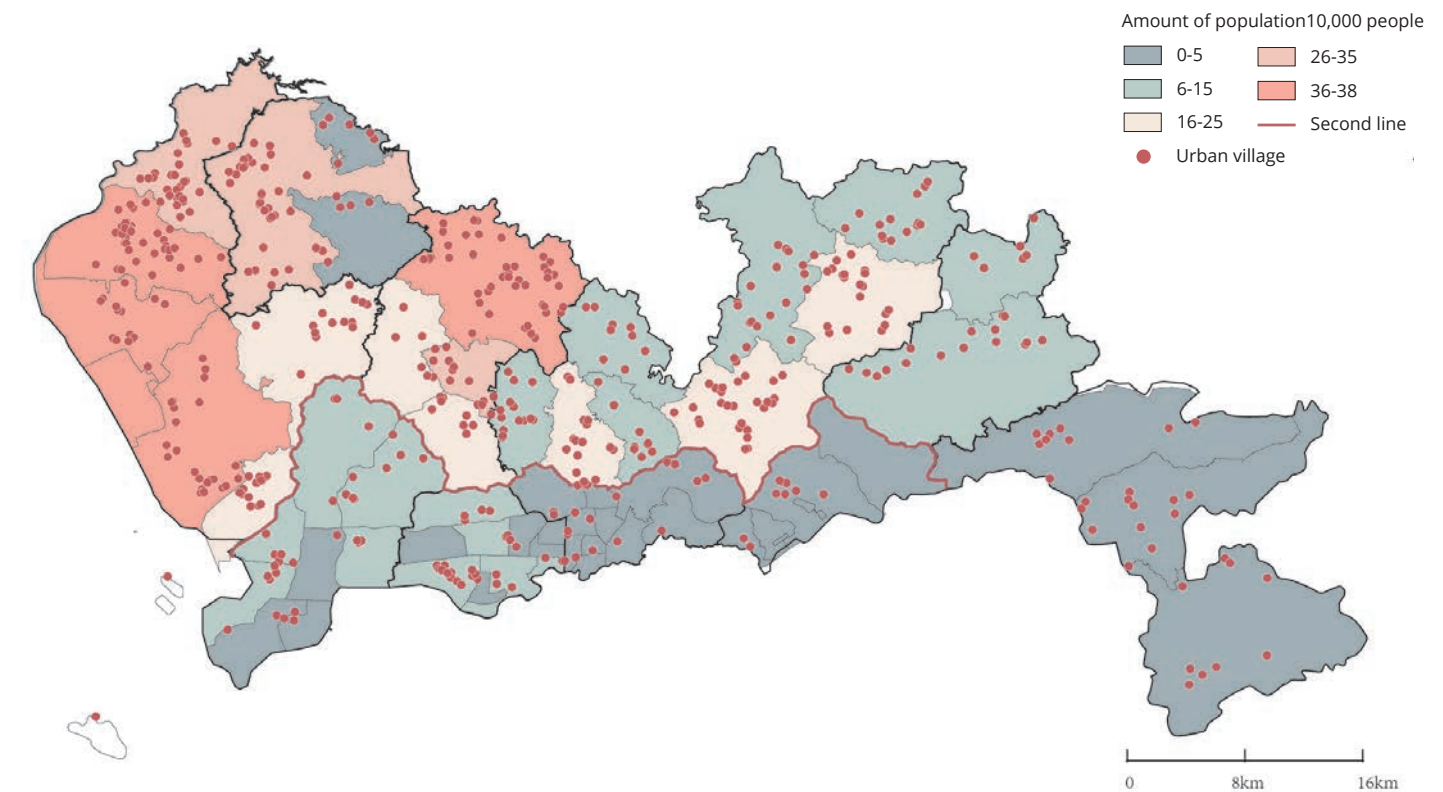 Amount of population10,000 people
0-5
26-35
6-15
36-38
16-25
Second line
Urban village
0
8km
16km